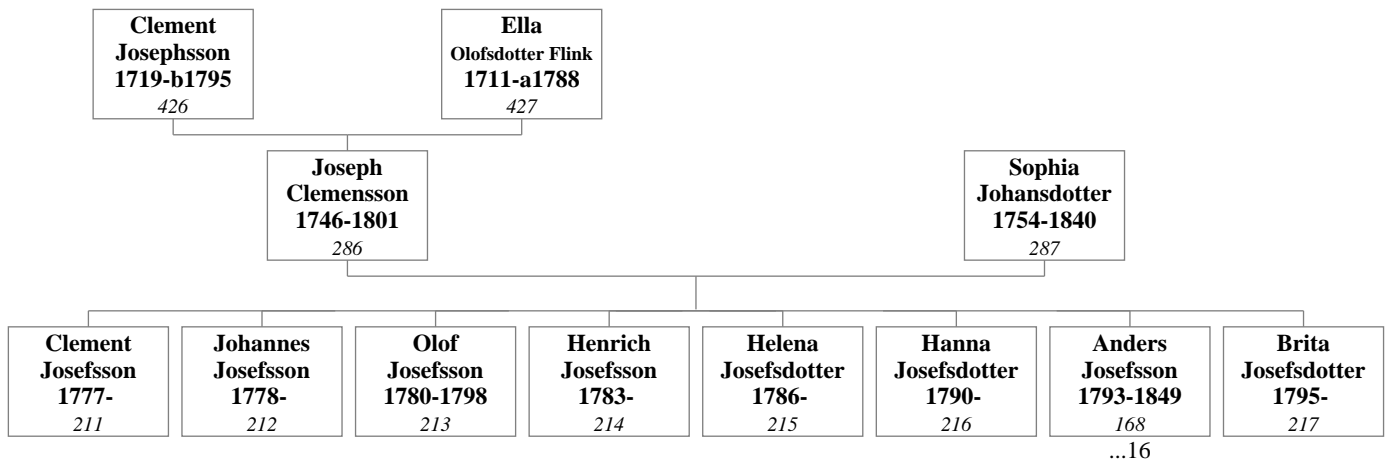 Clement
Josephsson
1719-b1795
426
Ella
Olofsdotter Flink
1711-a1788
427
Joseph
Clemensson
1746-1801
286
Sophia
Johansdotter
1754-1840
287
Clement
Josefsson
1777-
211
Johannes
Josefsson
1778-
212
Olof
Josefsson
1780-1798
213
Henrich
Josefsson
1783-
214
Helena
Josefsdotter
1786-
215
Hanna
Josefsdotter
1790-
216
Anders
Josefsson
1793-1849
168
...16
Brita
Josefsdotter
1795-
217